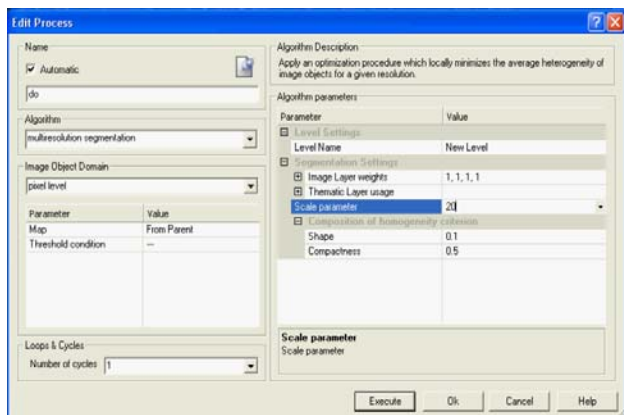 Edit Process
Name
Automatic
do
Algorithm
multiresolution segmentation
Image Object Domain
pixel level
Parameter Value
Map From Parent
Threshold condition ---
Loops & Cycles
Number of cycles 1
Algorithm Description
Apply an optimization procedure which locally minimizes the average heterogeneity of
image objects for a given resolution.
Algorithm parameters
Parameter Value
Level Settings
Level Name New Level
Segmentation Settings
Image Layer weights 1, 1, 1, 1
Thematic Layer usage
Scale parameter 20
Composition of homogeneity criterion
Shape 0.1
Compactness 0.5
Scale parameter
Scale parameter
Execute Ok Cancel Help